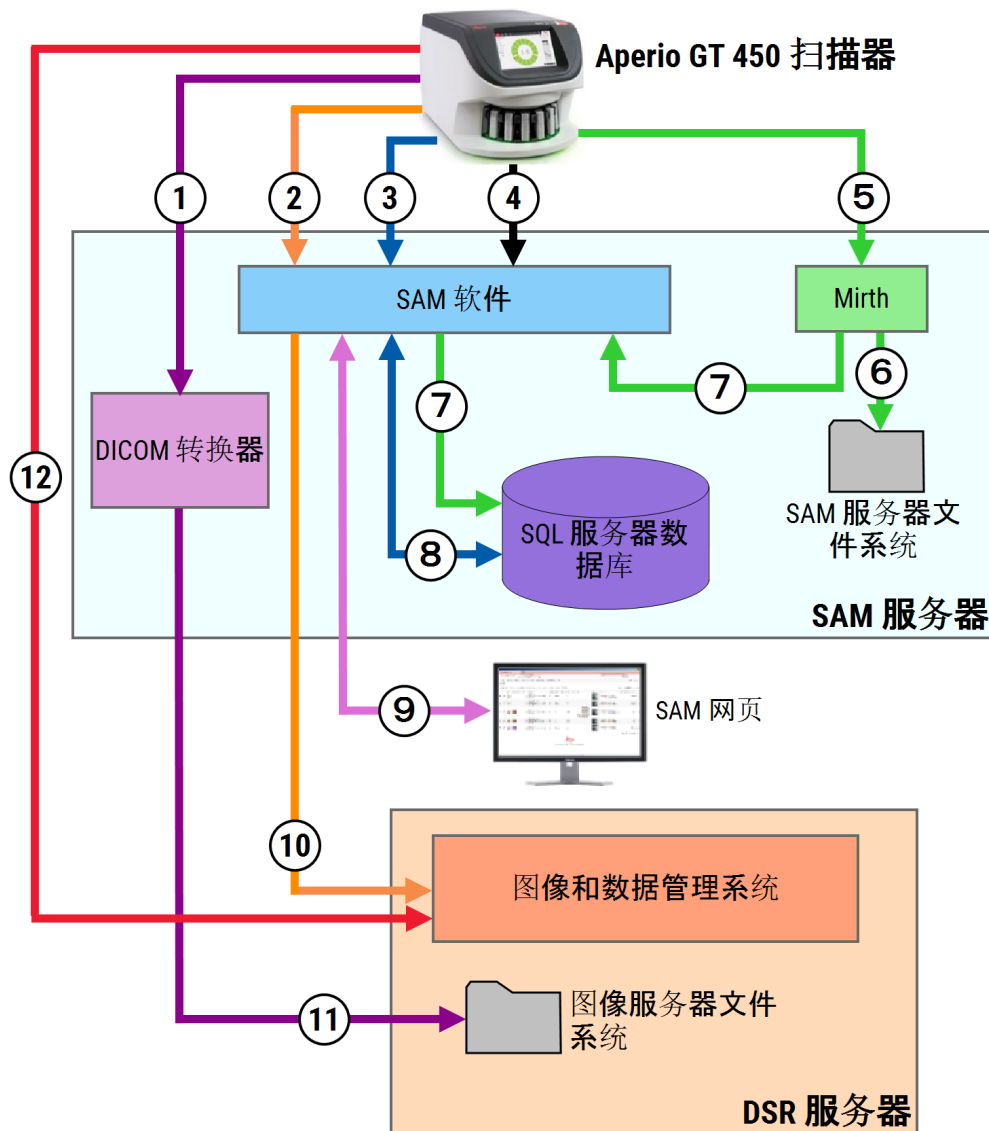 Aperio GT 450 扫描器
1
2
3
4
5
SAM 软件
Mirth
7
7
6
DICOM 转换器
12
SAM 服务器文
件系统
SQL 服务器数
据库
8
SAM 服务器
9
SAM 网页
10
图像和数据管理系统
11
图像服务器文件
系统
DSR 服务器